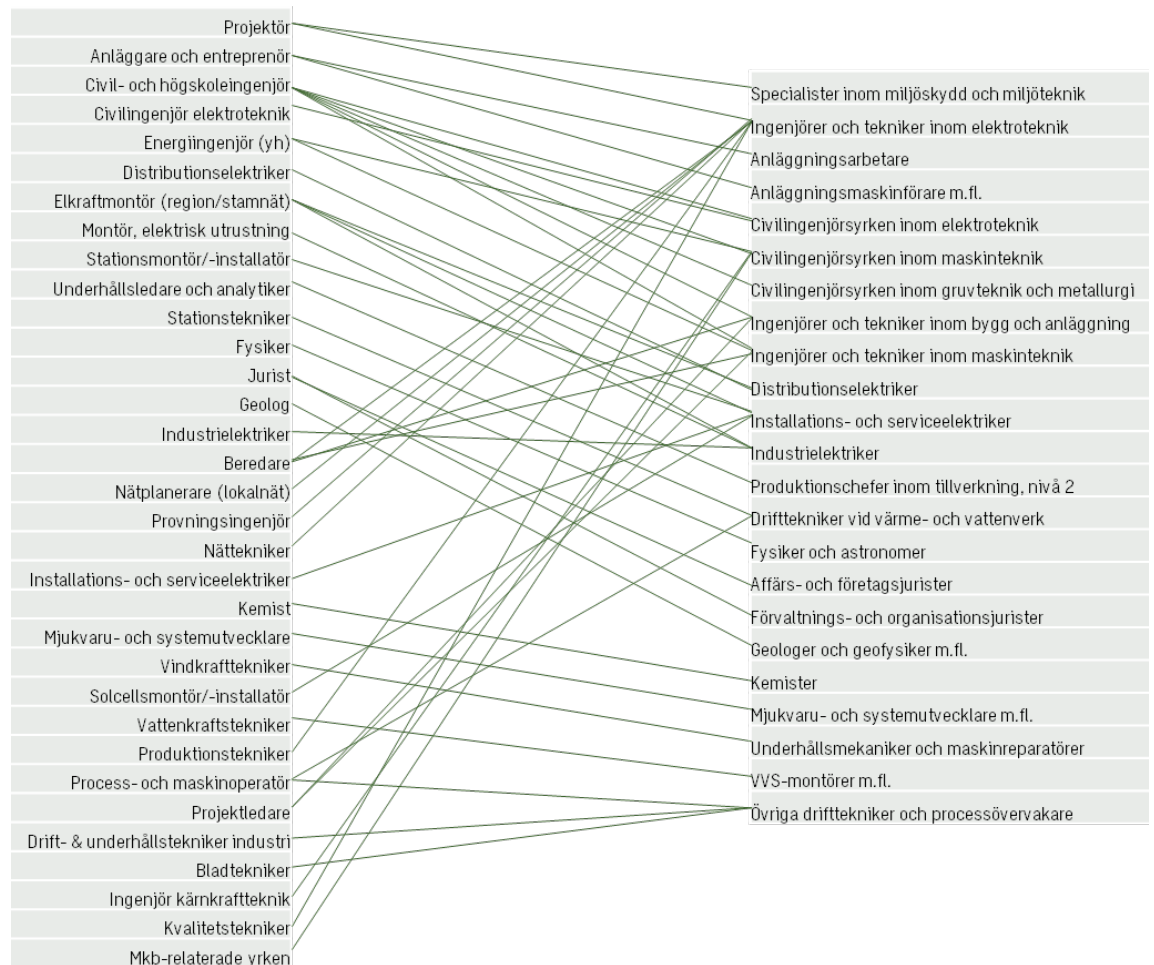 Projektör
Anläggare och entreprenör
Civil- och högskoleingenjör
Civilingenjör elektroteknik
Energiingenjör (yh)
Distributionselektriker
Elkraftmontör (region/stamnät)
Montör, elektrisk utrustning
Stationsmontör/-installatör
Underhållsledare och analytiker
Stationstekniker
Fysiker
Jurist
Geolog
Industrielektriker
Beredare
Nätplanerare (lokalnät)
Provningsingenjör
Nättekniker
Installations- och serviceelektriker
Kemist
Mjukvaru- och systemutvecklare
Vindkrafttekniker
Solcellsmontör/-installatör
Vattenkraftstekniker
Produktionstekniker
Process- och maskinoperatör
Projektledare
Drift- & underhållstekniker industri
Bladtekniker
Ingenjör kärnkraftteknik
Kvalitetstekniker
Mkb-relaterade yrken
Specialister inom miljöskydd och miljöteknik
Ingenjörer och tekniker inom elektroteknik
Anläggningsarbetare
Anläggningsmaskinförare m.fl.
Civilingenjörsyrken inom elektroteknik
Civilingenjörsyrken inom maskinteknik
Civilingenjörsyrken inom gruvteknik och metallurgi
Ingenjörer och tekniker inom bygg och anläggning
Ingenjörer och tekniker inom maskinteknik
Distributionselektriker
Installations- och serviceelektriker
Industrielektriker
Produktionschefer inom tillverkning, nivå 2
Drifttekniker vid värme- och vattenverk
Fysiker och astronomer
Affärs- och företagsjurister
Förvaltnings- och organisationsjurister
Geologer och geofysiker m.fl.
Kemister
Mjukvaru- och systemutvecklare m.fl.
Underhållsmekaniker och maskinreparatörer
VVS-montörer m.fl.
Övriga drifttekniker och processövervakare